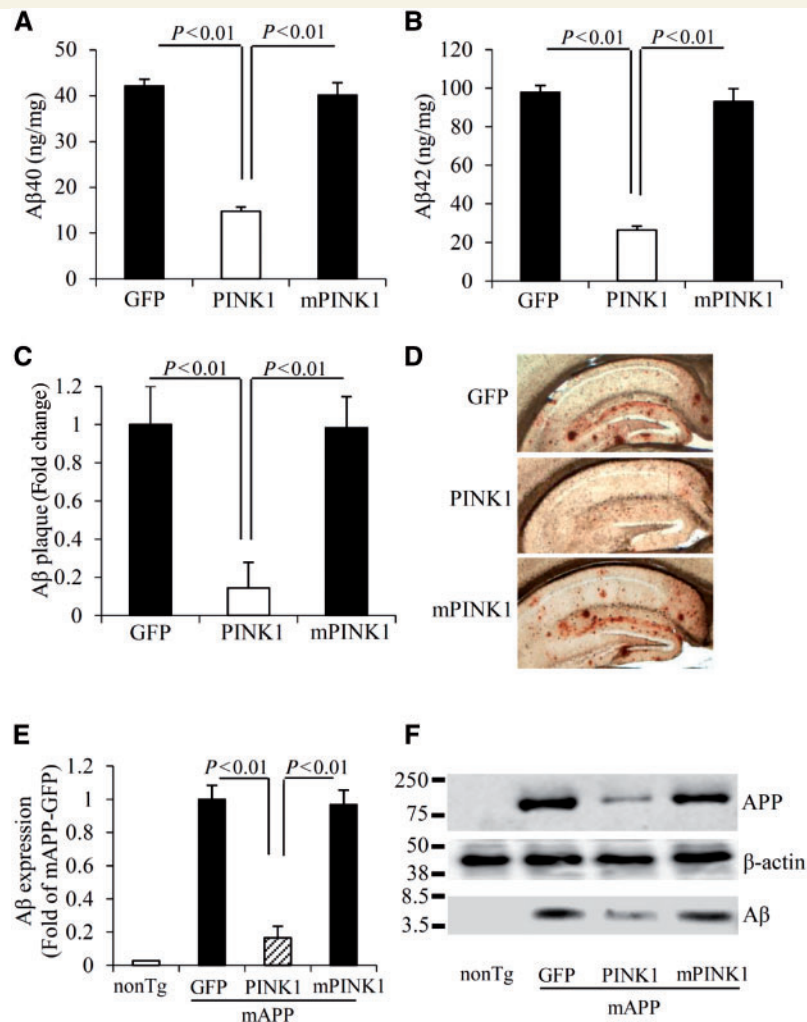 A
P<0.01 P<0.01
50
40
30
20
10
0
Aβ40 (ng/mg)
GFP PINK1 mPINK1
B
P<0.01 P<0.01
120
100
80
60
40
20
0
Aβ42 (ng/mg)
GFP PINK1 mPINK1
C
P<0.01 P<0.01
1.2
1
0.8
0.6
0.4
0.2
0
Aβ plaque (Fold change)
GFP PINK1 mPINK1
D
GFP
PINK1
mPINK1
E
P<0.01 P<0.01
1.2
1
0.8
0.6
0.4
0.2
0
Aβ expression
(Fold of mAPP-GFP)
nonTg GFP PINK1 mPINK1
mAPP
F
250
75
APP
50
38
β-actin
8.5
3.5
Aβ
nonTg GFP PINK1 mPINK1
mAPP